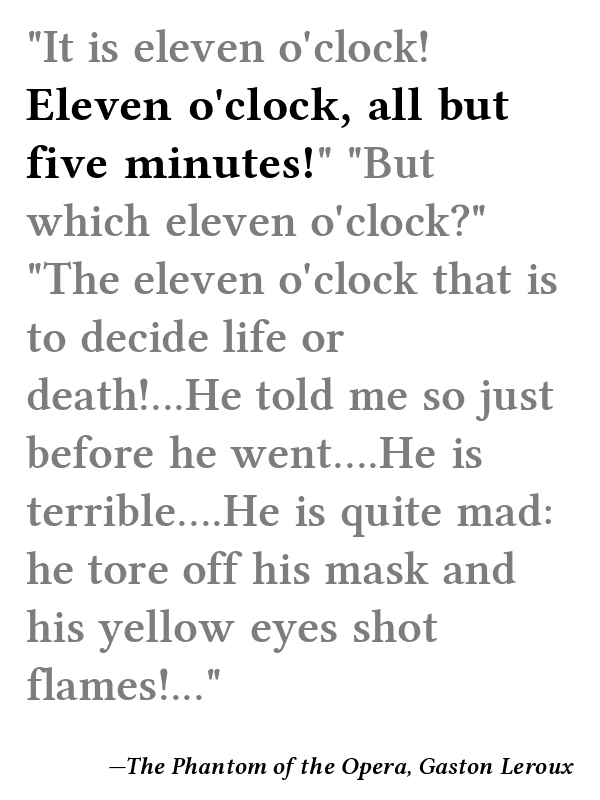 "It is eleven o'clock!
Eleven o'clock, all but
five minutes!" "But
which eleven o'clock?"
"The eleven o'clock that is
to decide life or
death!...He told me so just
before he went....He is
terrible....He is quite mad:
he tore off his mask and
his yellow eyes shot
flames!..."
—The Phantom of the Opera, Gaston Leroux